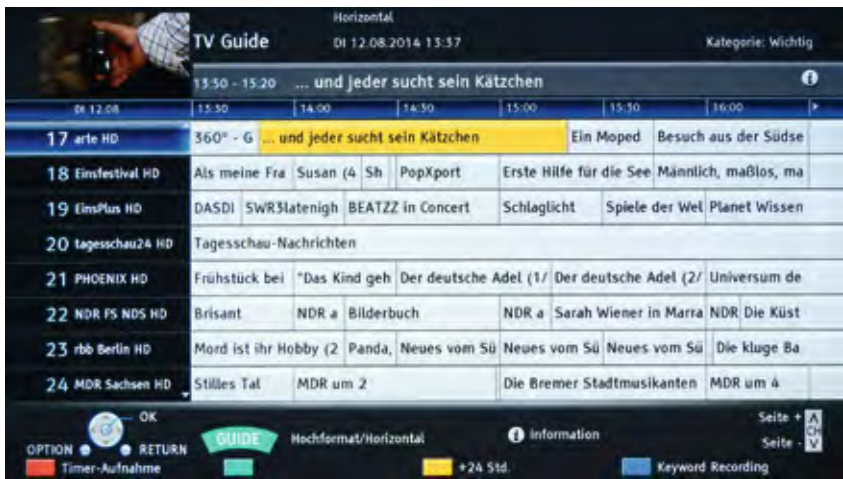 Horizontal
TV Guide DI 12.08.2014 13:37 Kategorie: Wichtig
13:50 - 15:20 ... und jeder sucht sein Kätzchen
DI 12.08 13:30 14:00 14:30 15:00 15:30 16:00
17 arte HD 360° - G ... und jeder sucht sein Kätzchen Ein Moped Besuch aus der Südse
18 Einsfestival HD Als meine Fra Susan (4 Sh PopXport Erste Hilfe für die See Männlich, maßlos, ma
19 EinsPlus HD DASDI SWR3latenigh BEATZZ in Concert Schlaglicht Spiele der Wel Planet Wissen
20 tagesschau24 HD Tagesschau-Nachrichten
21 PHOENIX HD Frühstück bei "Das Kind geh Der deutsche Adel (1/ Der deutsche Adel (2/ Universum de
22 NDR FS NDS HD Brisant NDR a Bilderbuch NDR a Sarah Wiener in Marra NDR Die Küst
23 rbb Berlin HD Mord ist ihr Hobby (2 Panda, Neues vom Sü Neues vom Sü Neues vom Sü Die kluge Ba
24 MDR Sachsen HD Stilles Tal MDR um 2 Die Bremer Stadtmusikanten MDR um 4
OK Seite + CH
GUIDE Hochformat/Horizontal Information Seite -
OPTION RETURN
Timer-Aufnahme +24 Std. Keyword Recording